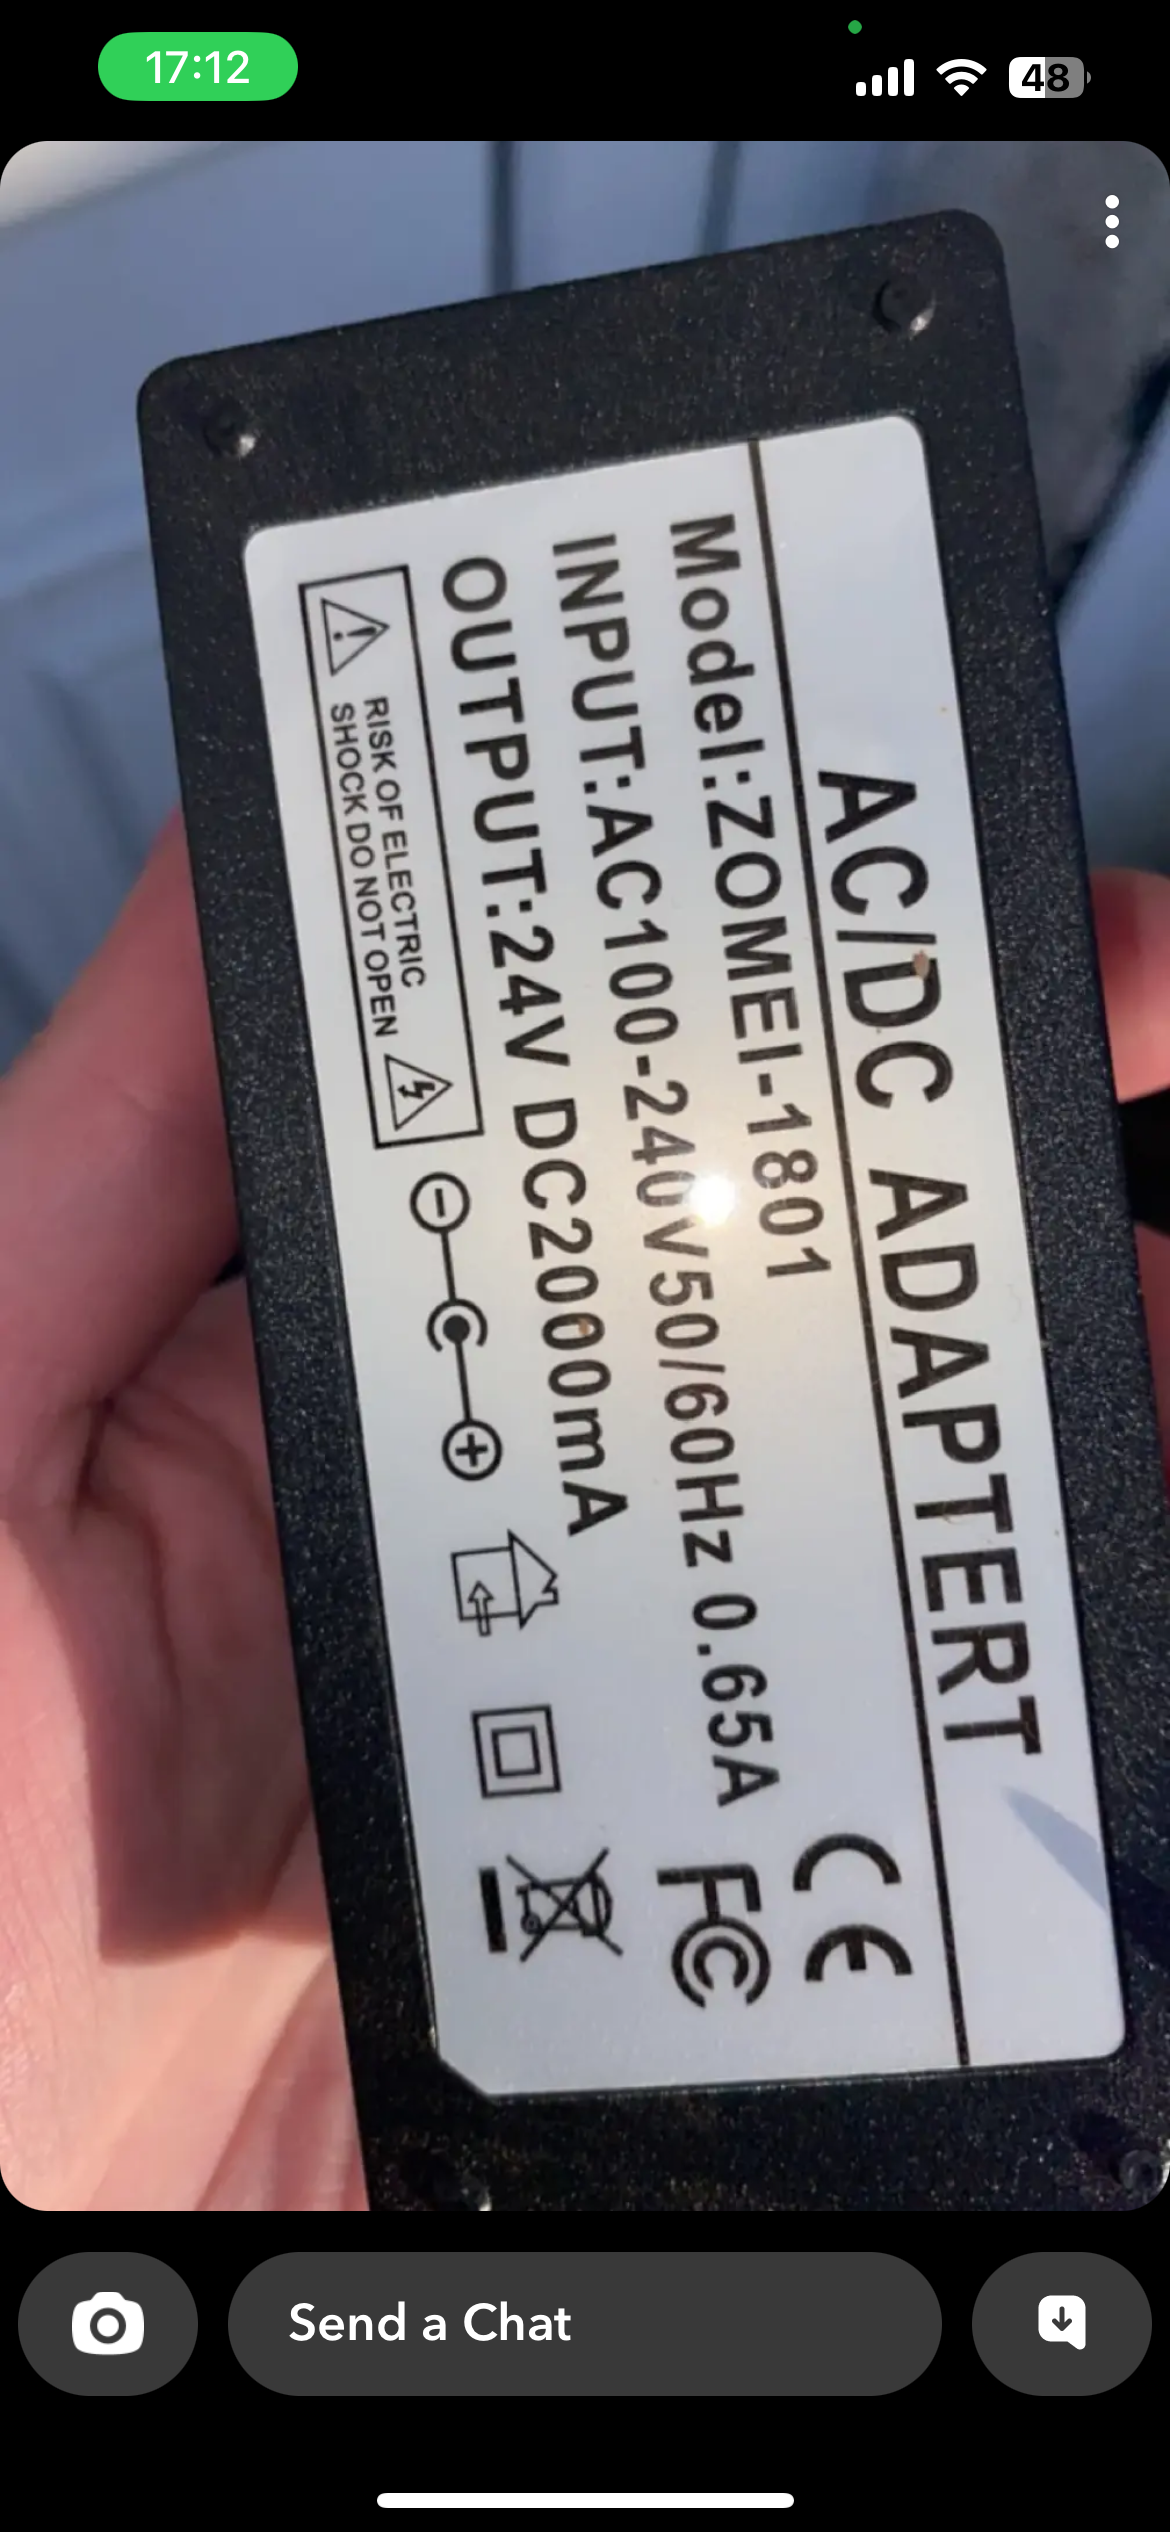 17:12
48
AC/DC ADAPTERT
Model:ZOMEI-1801
INPUT:AC100-240V50/60Hz 0.65A
OUTPUT:24V DC2000mA
RISK OF ELECTRIC
SHOCK DO NOT OPEN
CE
FC
Send a Chat